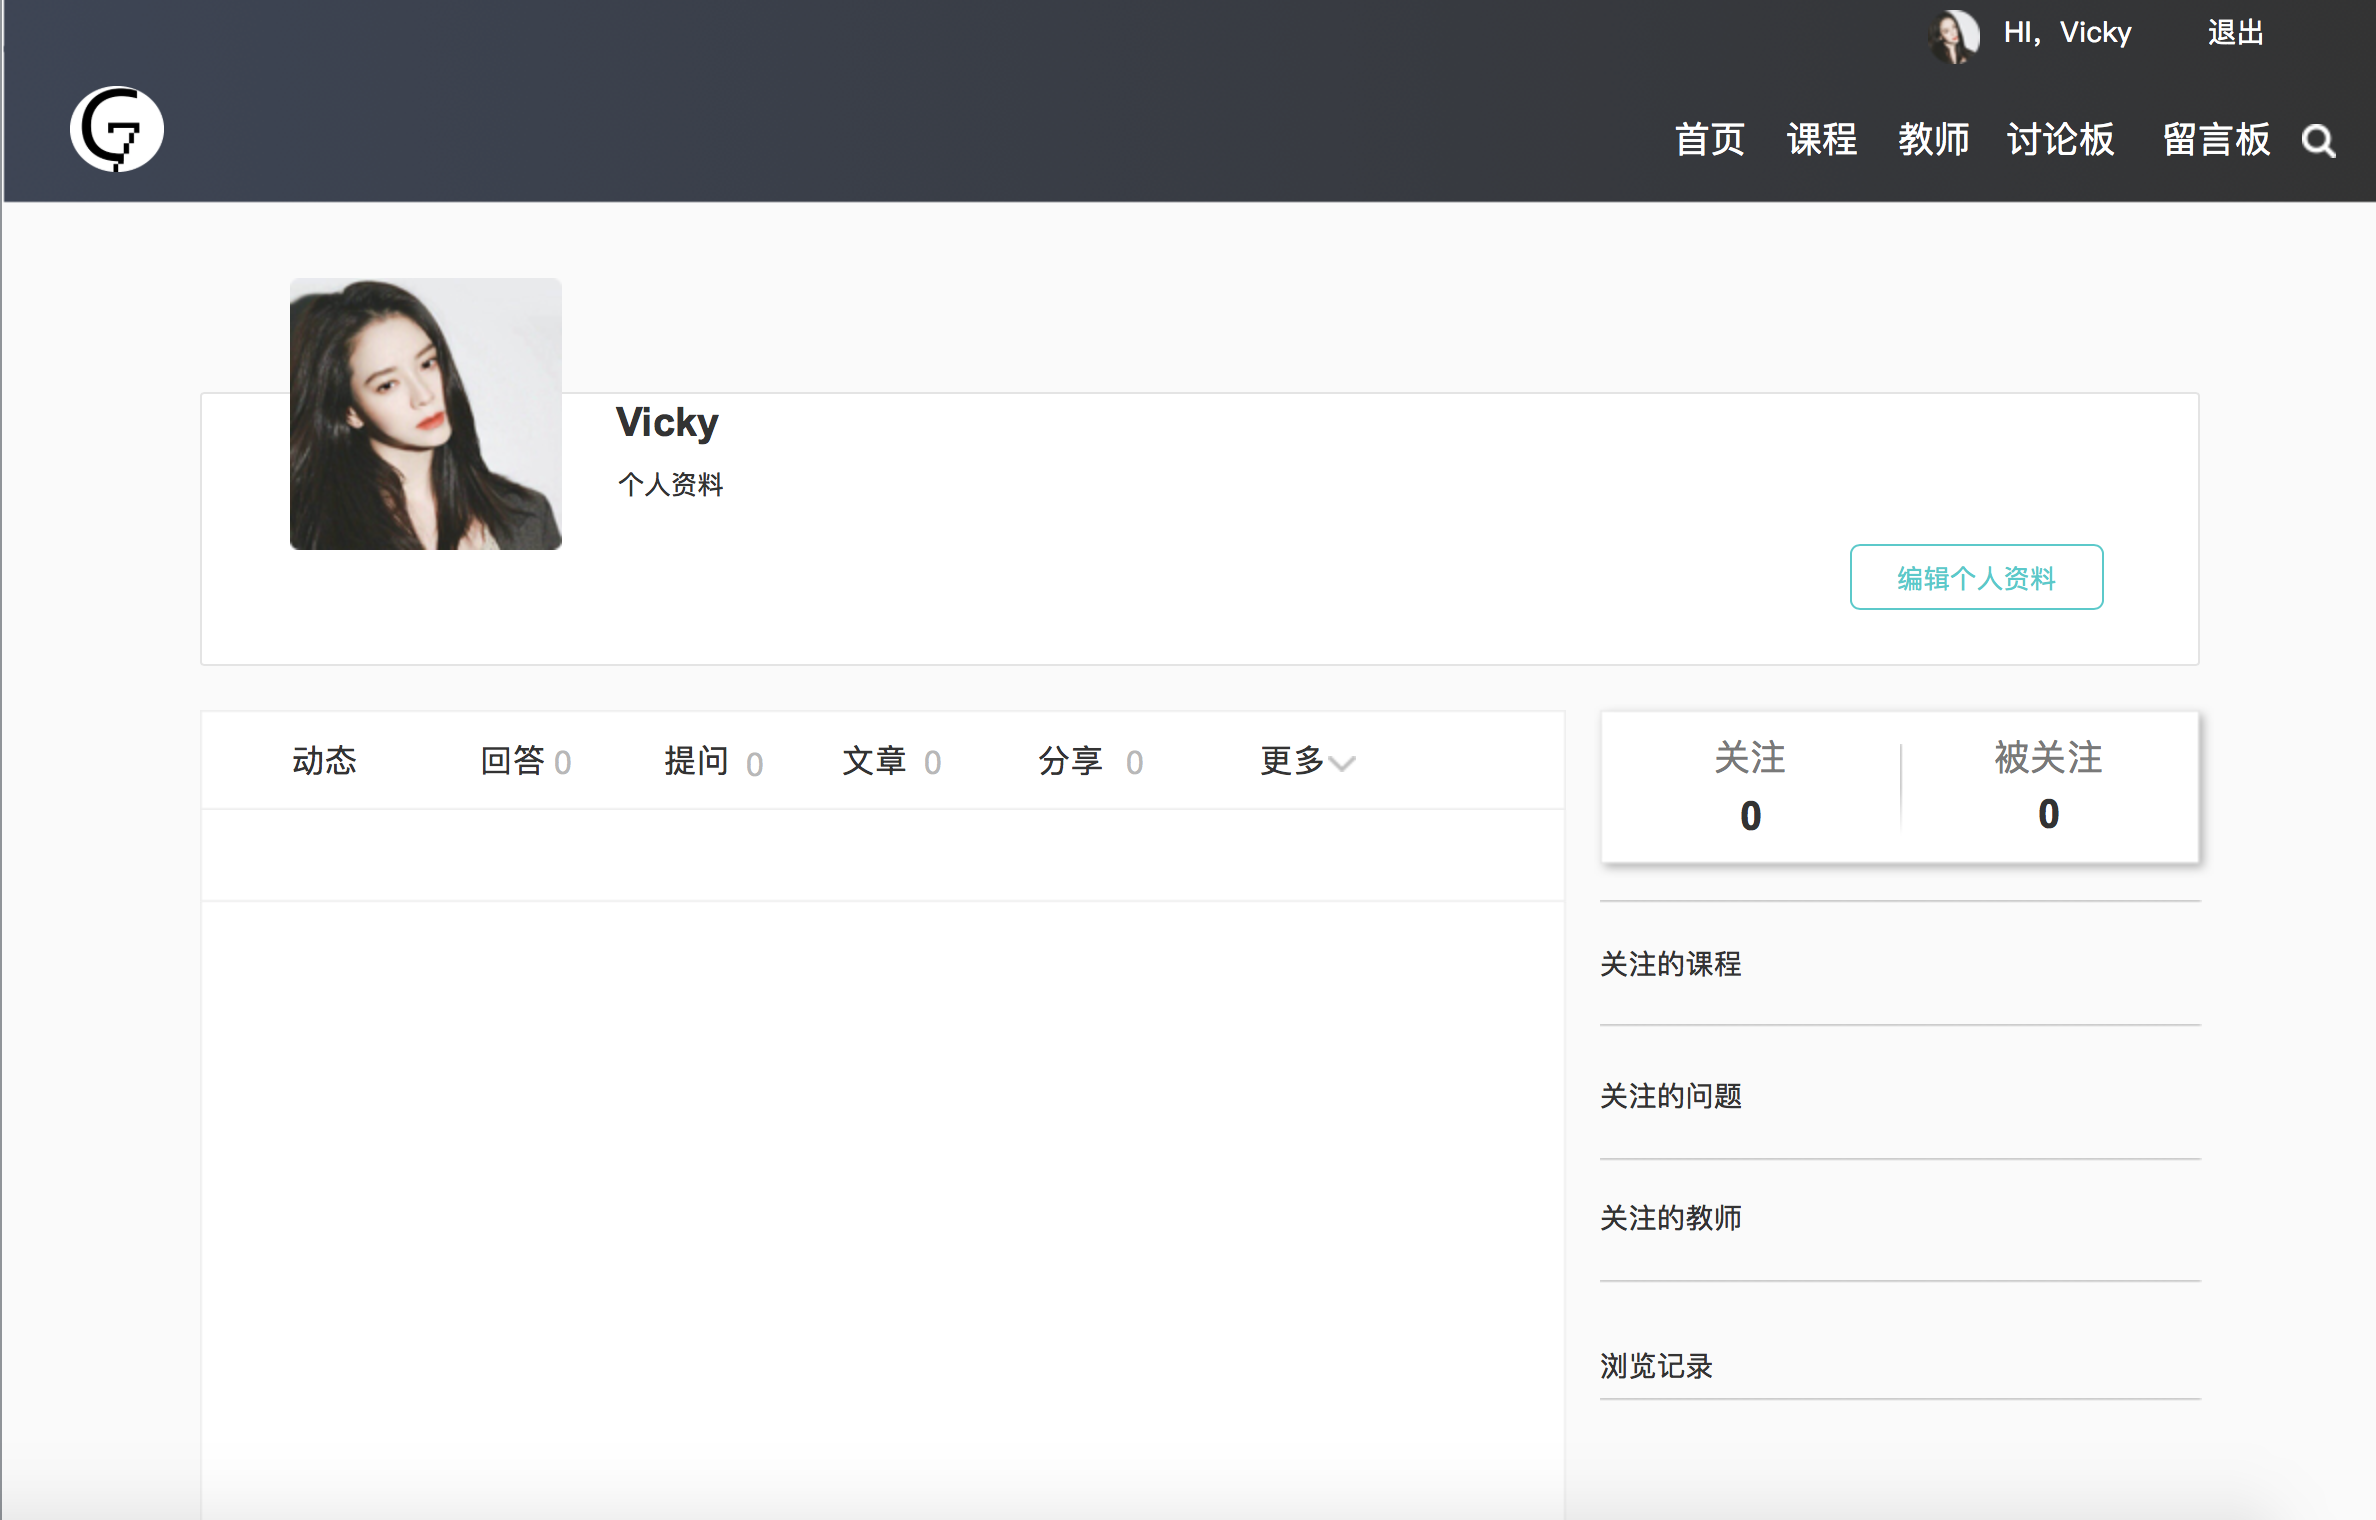 HI，Vicky 退出
首页 课程 教师 讨论板 留言板
Vicky
个人资料
编辑个人资料
动态 回答 0 提问 0 文章 0 分享 0 更多
关注 被关注
0 0
关注的课程
关注的问题
关注的教师
浏览记录